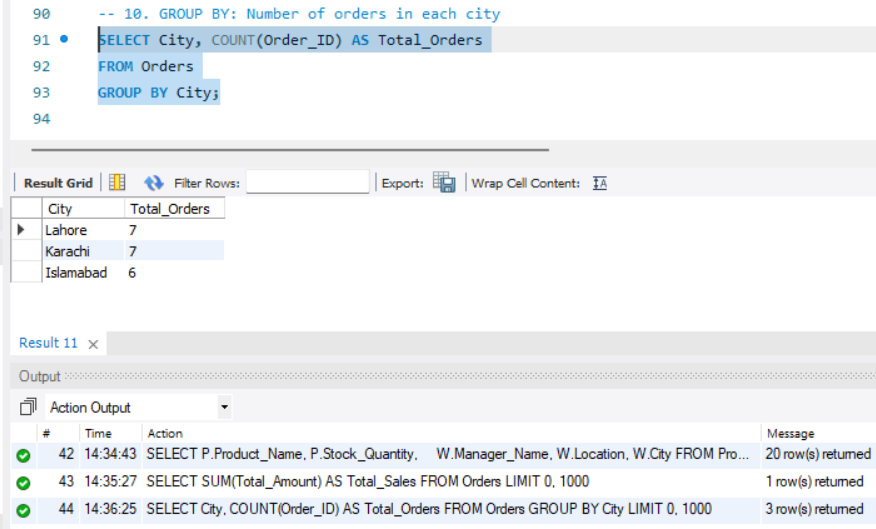 90 -- 10. GROUP BY: Number of orders in each city
91 SELECT City, COUNT(Order_ID) AS Total_Orders
92 FROM Orders
93 GROUP BY City;
94
Result Grid Filter Rows: Export: Wrap Cell Content: IA
City Total_Orders
Lahore 7
Karachi 7
Islamabad 6
Result 11 ×
Output
Action Output
# Time Action Message
42 14:34:43 SELECT P.Product_Name, P.Stock_Quantity, W.Manager_Name, W.Location, W.City FROM Pro... 20 row(s) returned
43 14:35:27 SELECT SUM(Total_Amount) AS Total_Sales FROM Orders LIMIT 0, 1000 1 row(s) returned
44 14:36:25 SELECT City, COUNT(Order_ID) AS Total_Orders FROM Orders GROUP BY City LIMIT 0, 1000 3 row(s) returned